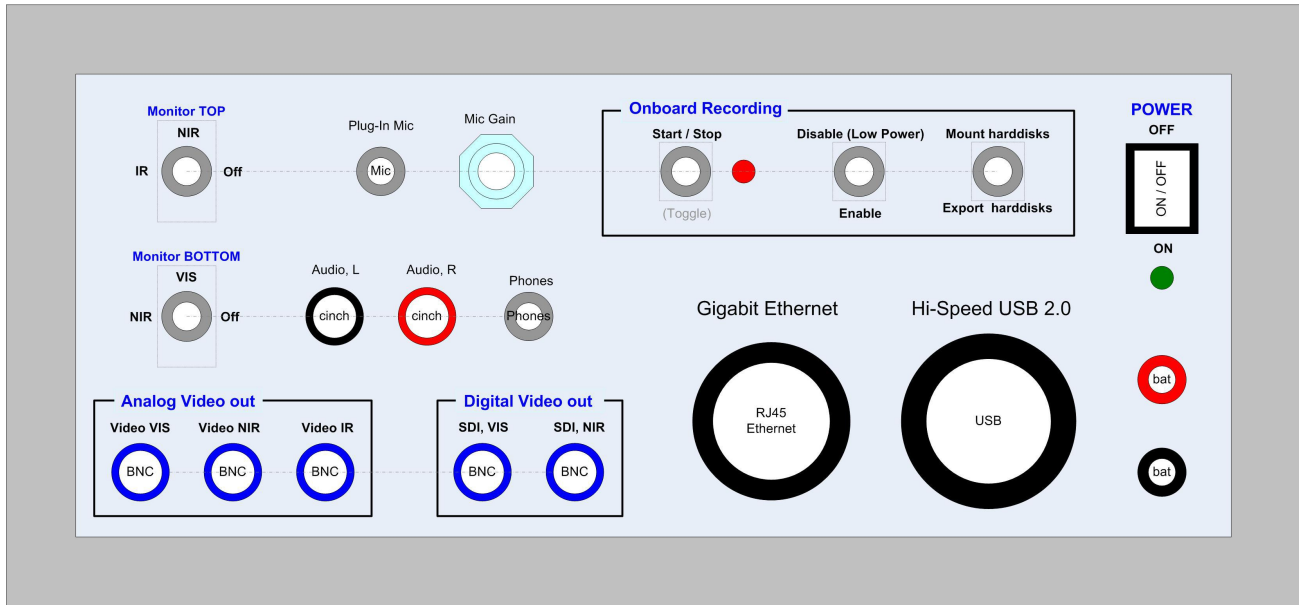 Monitor TOP
NIR
IR
Off
Plug-In Mic
Mic
Mic Gain
Onboard Recording
Start / Stop
(Toggle)
Disable (Low Power)
Enable
Mount harddisks
Export harddisks
POWER
OFF
ON / OFF
ON
Monitor BOTTOM
VIS
NIR
Off
Audio, L
cinch
Audio, R
cinch
Phones
Phones
Gigabit Ethernet
RJ45
Ethernet
Hi-Speed USB 2.0
USB
bat
bat
Analog Video out
Video VIS
Video NIR
Video IR
BNC
BNC
BNC
Digital Video out
SDI, VIS
SDI, NIR
BNC
BNC